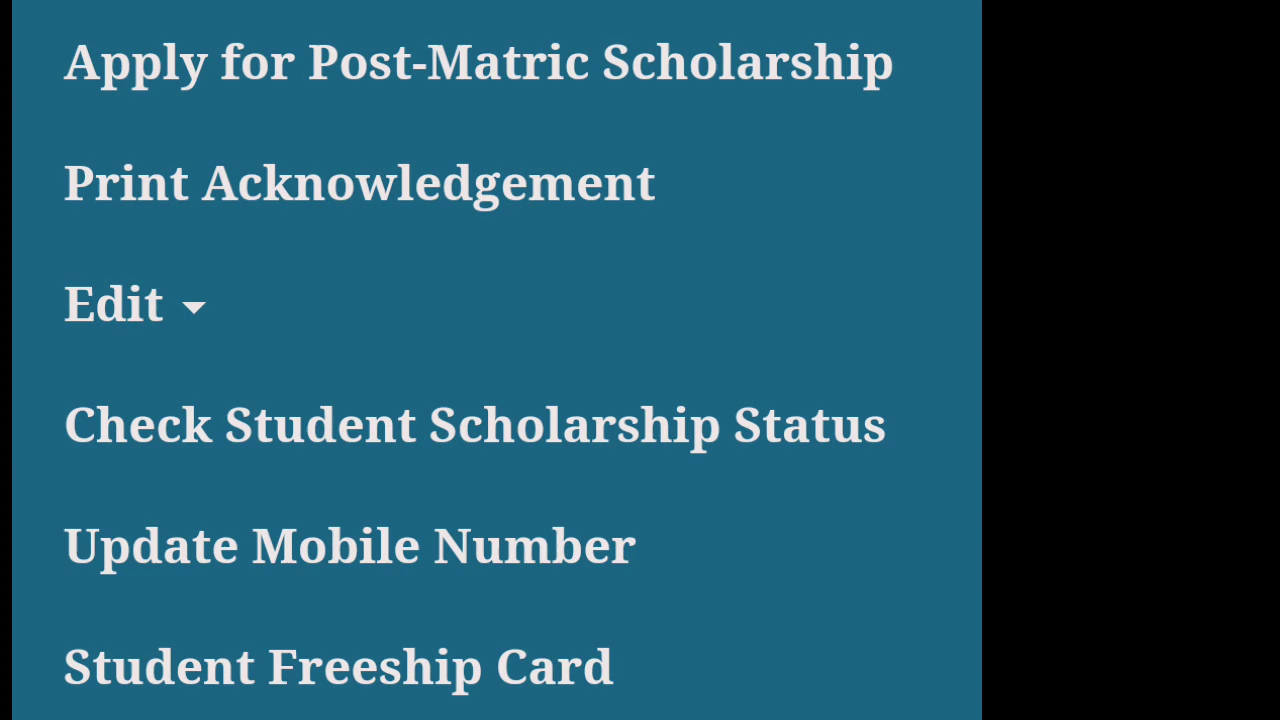 Apply for Post-Matric Scholarship
Print Acknowledgement
Edit
Check Student Scholarship Status
Update Mobile Number
Student Freeship Card